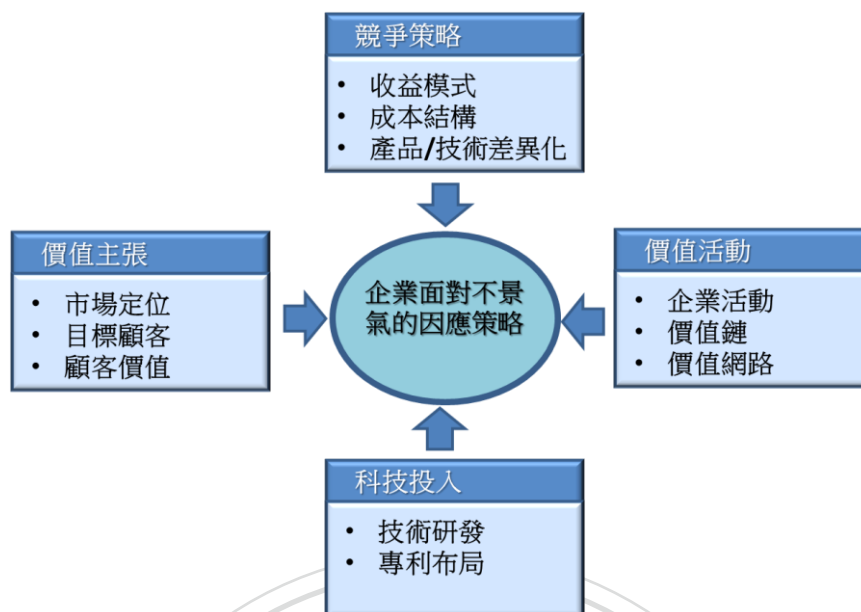 競爭策略
• 收益模式
• 成本結構
• 產品/技術差異化
價值主張
• 市場定位
• 目標顧客
• 顧客價值
企業面對不景
氣的因應策略
價值活動
• 企業活動
• 價值鏈
• 價值網路
科技投入
• 技術研發
• 專利布局